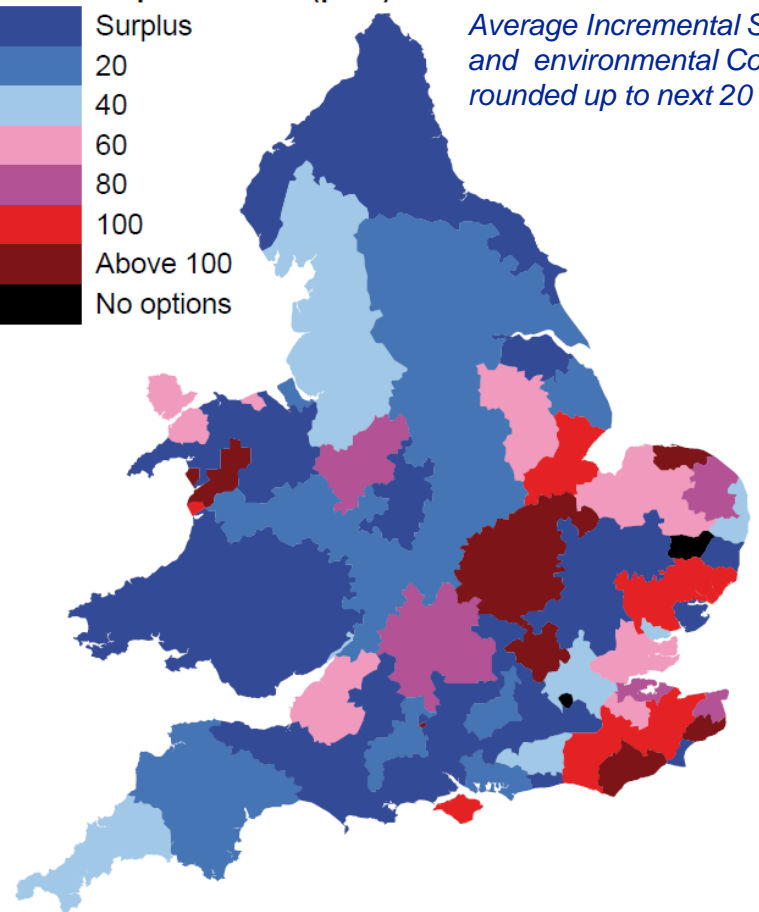 Surplus
20
40
60
80
100
Above 100
No options
Average Incremental
and environmental
rounded up to next 20